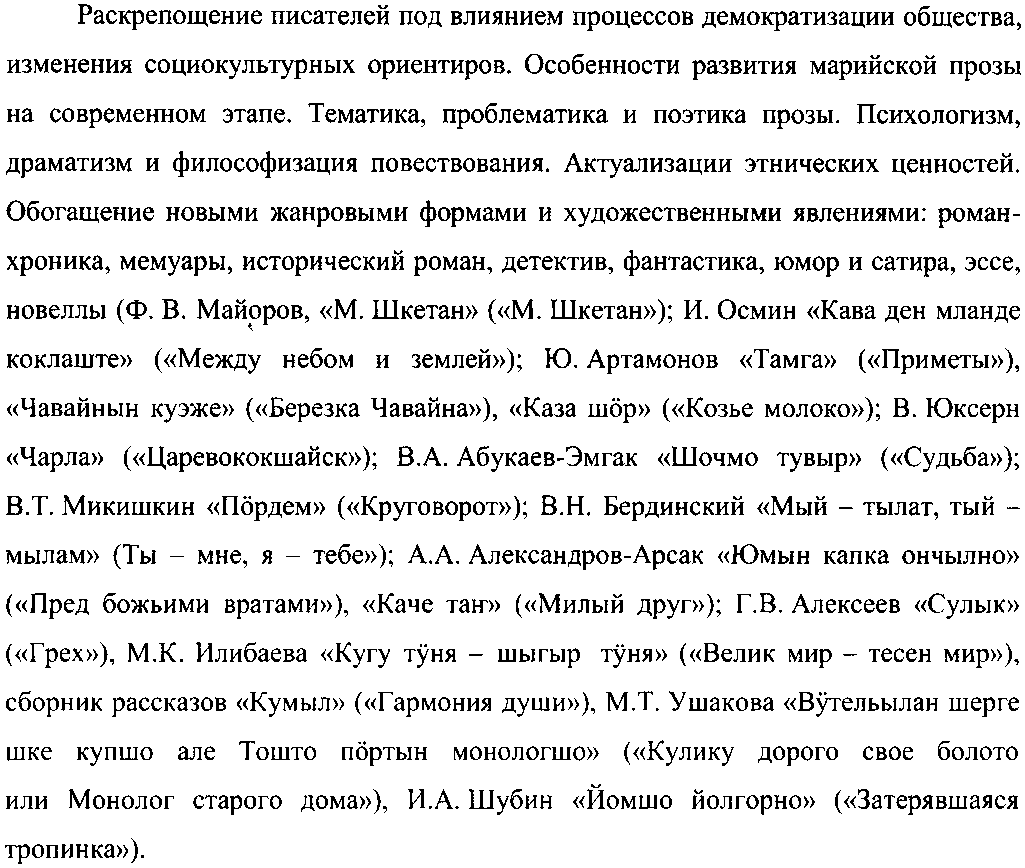 Раскрепощение писателей под влиянием процессов демократизации общества,
изменения социокультурных ориентиров. Особенности развития марийской прозы
на современном этапе. Тематика, проблематика и поэтика прозы. Психологизм,
драматизм и философизация повествования. Актуализации этнических ценностей.
Обогащение новыми жанровыми формами и художественными явлениями: роман-
хроника, мемуары, исторический роман, детектив, фантастика, юмор и сатира, эссе,
новеллы (Ф. В. Майоров, «М. Шкетан» («М. Шкетан»); И. Осмин «Кава ден мланде
коклаште» («Между небом и землей»); Ю. Артамонов «Тамга» («Приметы»),
«Чавайнын куэже» («Березка Чавайна»), «Каза шӧр» («Козье молоко»); В. Юксерн
«Чарла» («Царевококшайск»); В.А. Абукаев-Эмгак «Шочмо тувыр» («Судьба»);
В.Т. Микишкин «Пӧрдем» («Круговорот»); В.Н. Бердинский «Мый – тылат, тый –
мылам» (Ты – мне, я – тебе»); А.А. Александров-Арсак «Юмын капка ончылно»
(«Пред божьими вратами»), «Каче таҥ» («Милый друг»); Г.В. Алексеев «Сулык»
(«Грех»), М.К. Илибаева «Кугу тӱня – шыгыр тӱня» («Велик мир – тесен мир»),
сборник рассказов «Кумыл» («Гармония души»), М.Т. Ушакова «Вӱтельылан шерге
шке купшо але Тошто пӧртын монологшо» («Кулику дорого свое болото
или Монолог старого дома»), И.А. Шубин «Йомшо йолгорно» («Затерявшаяся
тропинка»).